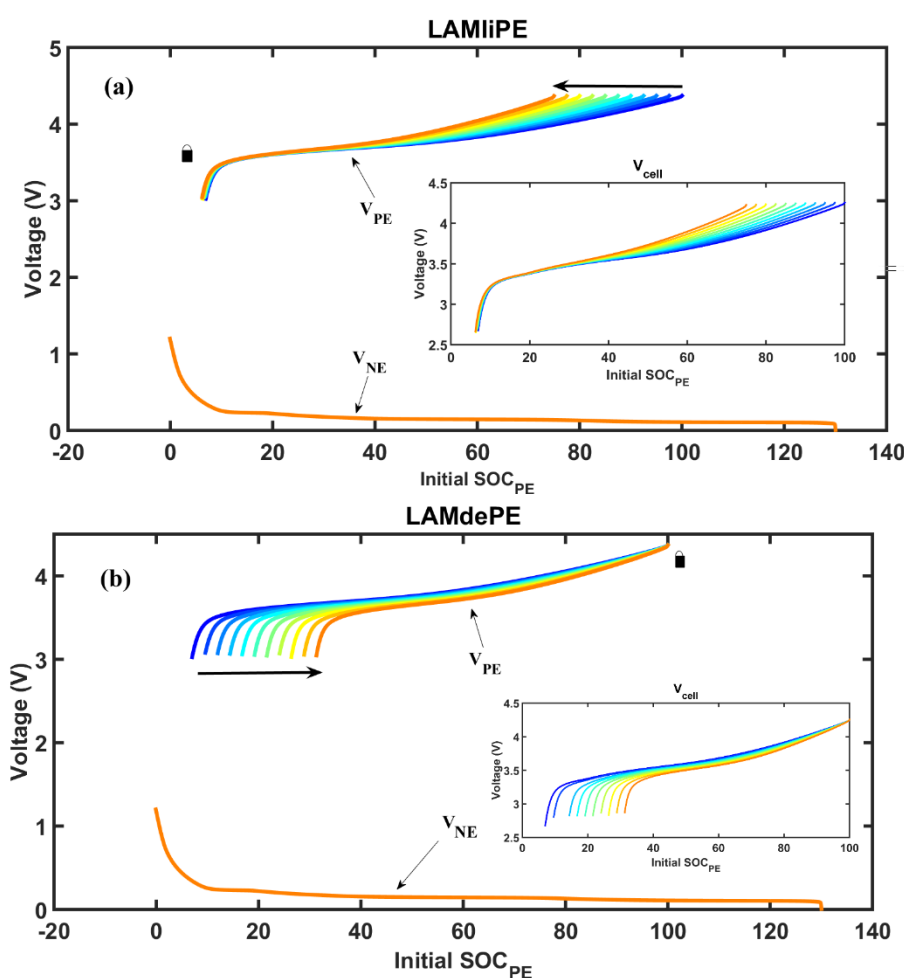 LAMliPE
(a)
5
4
3
2
1
0
Voltage (V)
V_PE
V_NE
-20
0
20
40
60
80
100
120
140
Initial SOC_PE
V_cell
4.5
4
3.5
3
2.5
Voltage (V)
0
20
40
60
80
100
Initial SOC_PE
LAMdePE
(b)
4
3
2
1
0
Voltage (V)
V_PE
V_NE
-20
0
20
40
60
80
100
120
140
Initial SOC_PE
V_cell
4.5
4
3.5
3
2.5
Voltage (V)
0
20
40
60
80
100
Initial SOC_PE